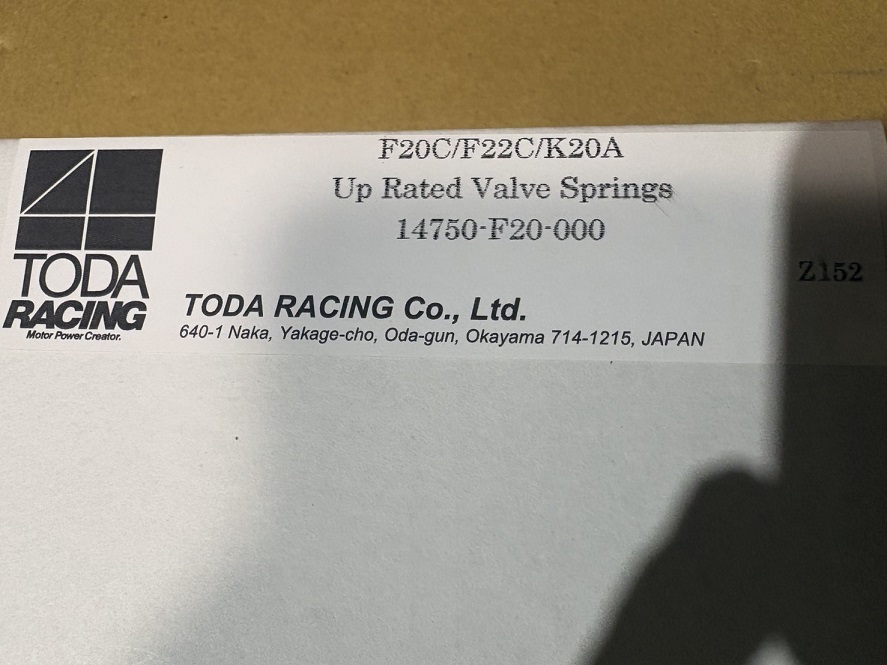 F20C/F22C/K20A
Up Rated Valve Springs
14750-F20-000
Z152
TODA
RACING
Motor Power Creator.
TODA RACING Co., Ltd.
640-1 Naka, Yakage-cho, Oda-gun, Okayama 714-1215, JAPAN